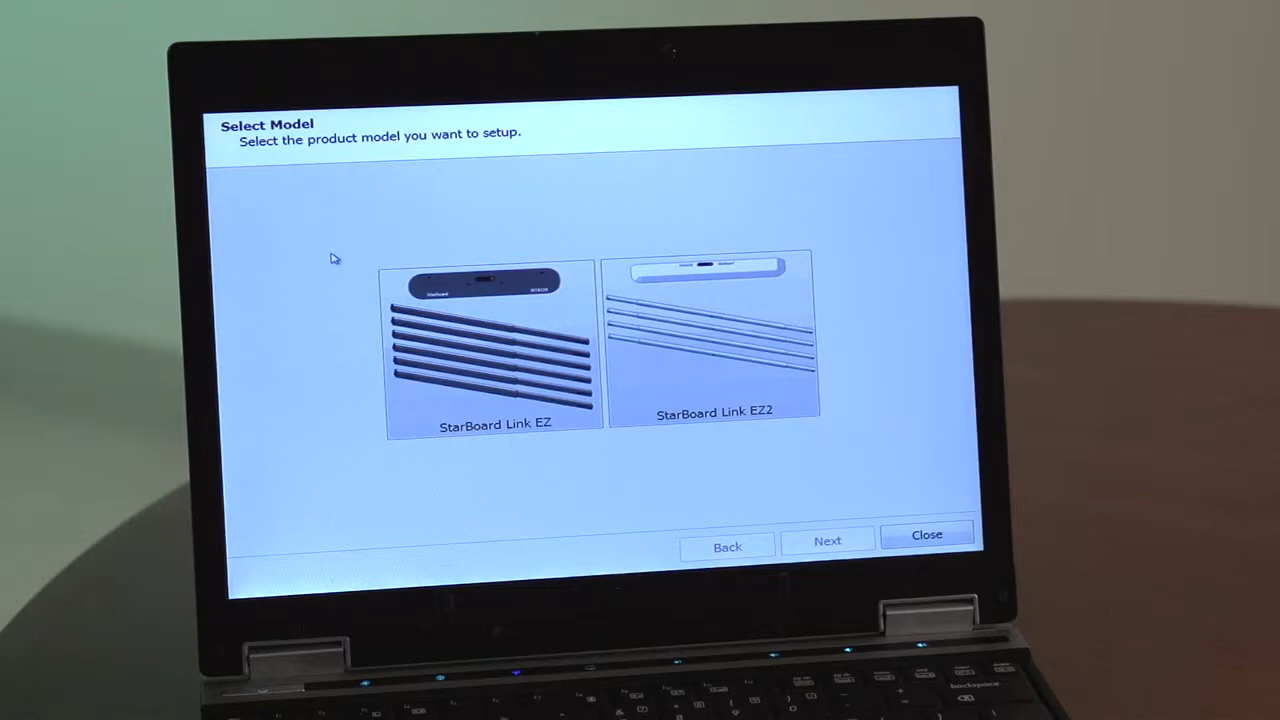 Select Model
Select the product model you want to setup.
StarBoard Link EZ
StarBoard Link EZ2
Back
Next
Close
backspace